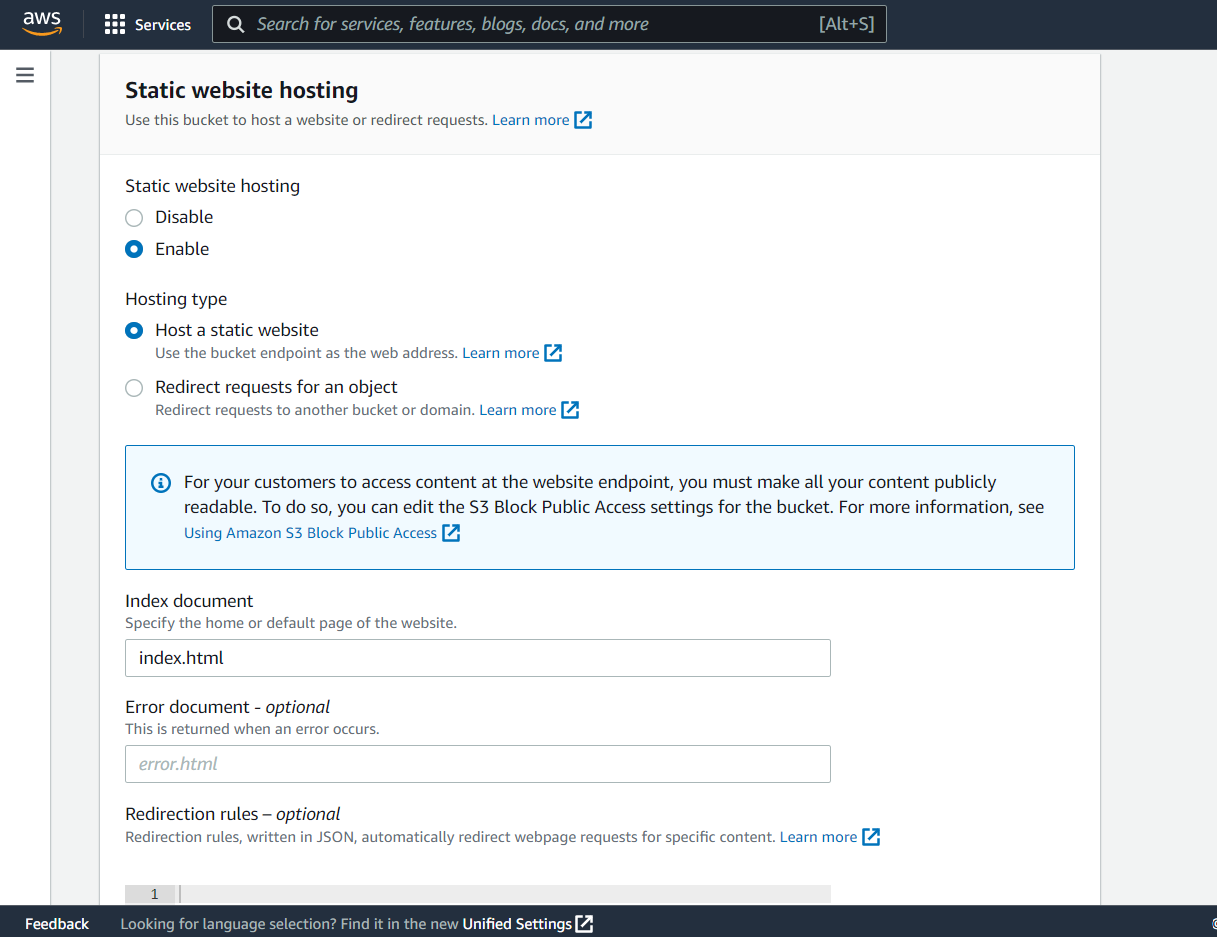 aws
Services
Search for services, features, blogs, docs, and more
[Alt+S]
Static website hosting
Use this bucket to host a website or redirect requests. Learn more
Static website hosting
Disable
Enable
Hosting type
Host a static website
Use the bucket endpoint as the web address. Learn more
Redirect requests for an object
Redirect requests to another bucket or domain. Learn more
For your customers to access content at the website endpoint, you must make all your content publicly
readable. To do so, you can edit the S3 Block Public Access settings for the bucket. For more information, see
Using Amazon S3 Block Public Access
Index document
Specify the home or default page of the website.
index.html
Error document - optional
This is returned when an error occurs.
error.html
Redirection rules – optional
Redirection rules, written in JSON, automatically redirect webpage requests for specific content. Learn more
1
Feedback
Looking for language selection? Find it in the new Unified Settings